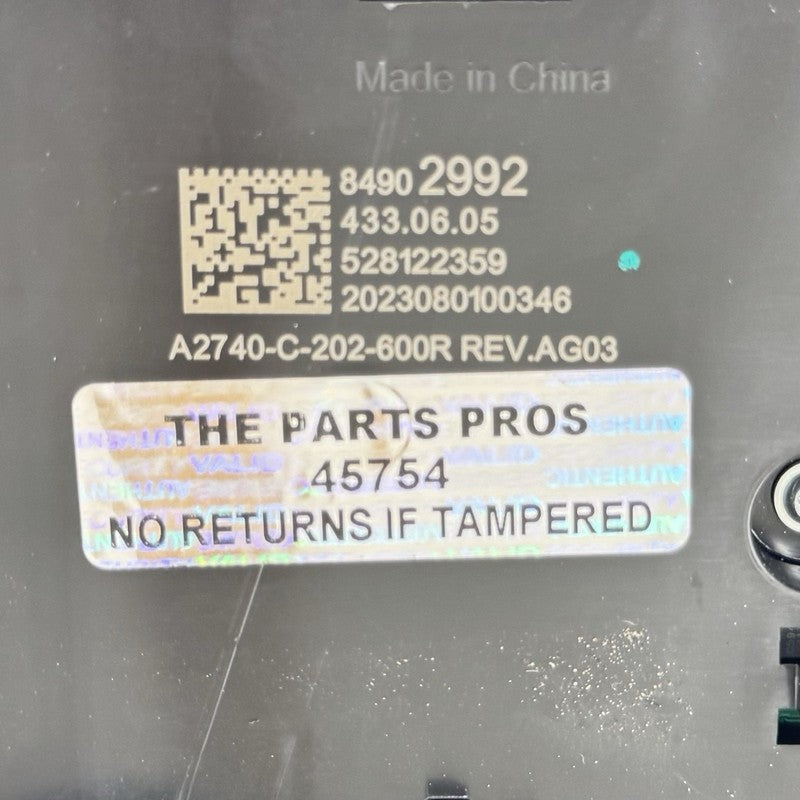 Made in China
8490 2992
433.06.05
528122359
2023080100346
A2740-C-202-600R REV.AG03
THE PARTS PROS
45754
NO RETURNS IF TAMPERED